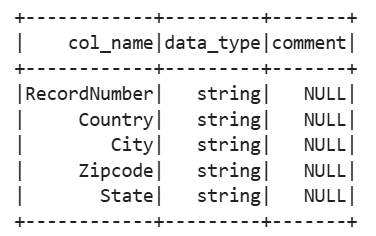 +------------+---------+-------+
|    col_name|data_type|comment|
+------------+---------+-------+
|RecordNumber|   string|   NULL|
|     Country|   string|   NULL|
|        City|   string|   NULL|
|     Zipcode|   string|   NULL|
|       State|   string|   NULL|
+------------+---------+-------+